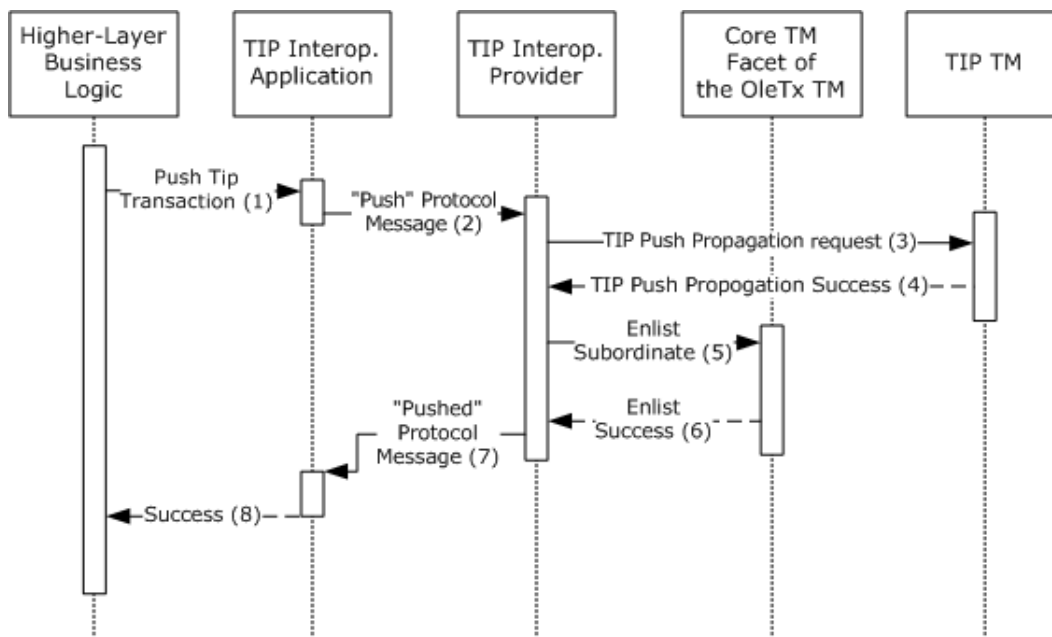 Higher-Layer
Business
Logic
TIP Interop.
Application
TIP Interop.
Provider
Core TM
Facet of
the OleTx TM
TIP TM
Push Tip
Transaction (1)
"Push" Protocol
Message (2)
TIP Push Propagation request (3)
TIP Push Propogation Success (4)
Enlist
Subordinate (5)
Enlist
Success (6)
"Pushed"
Protocol
Message (7)
Success (8)